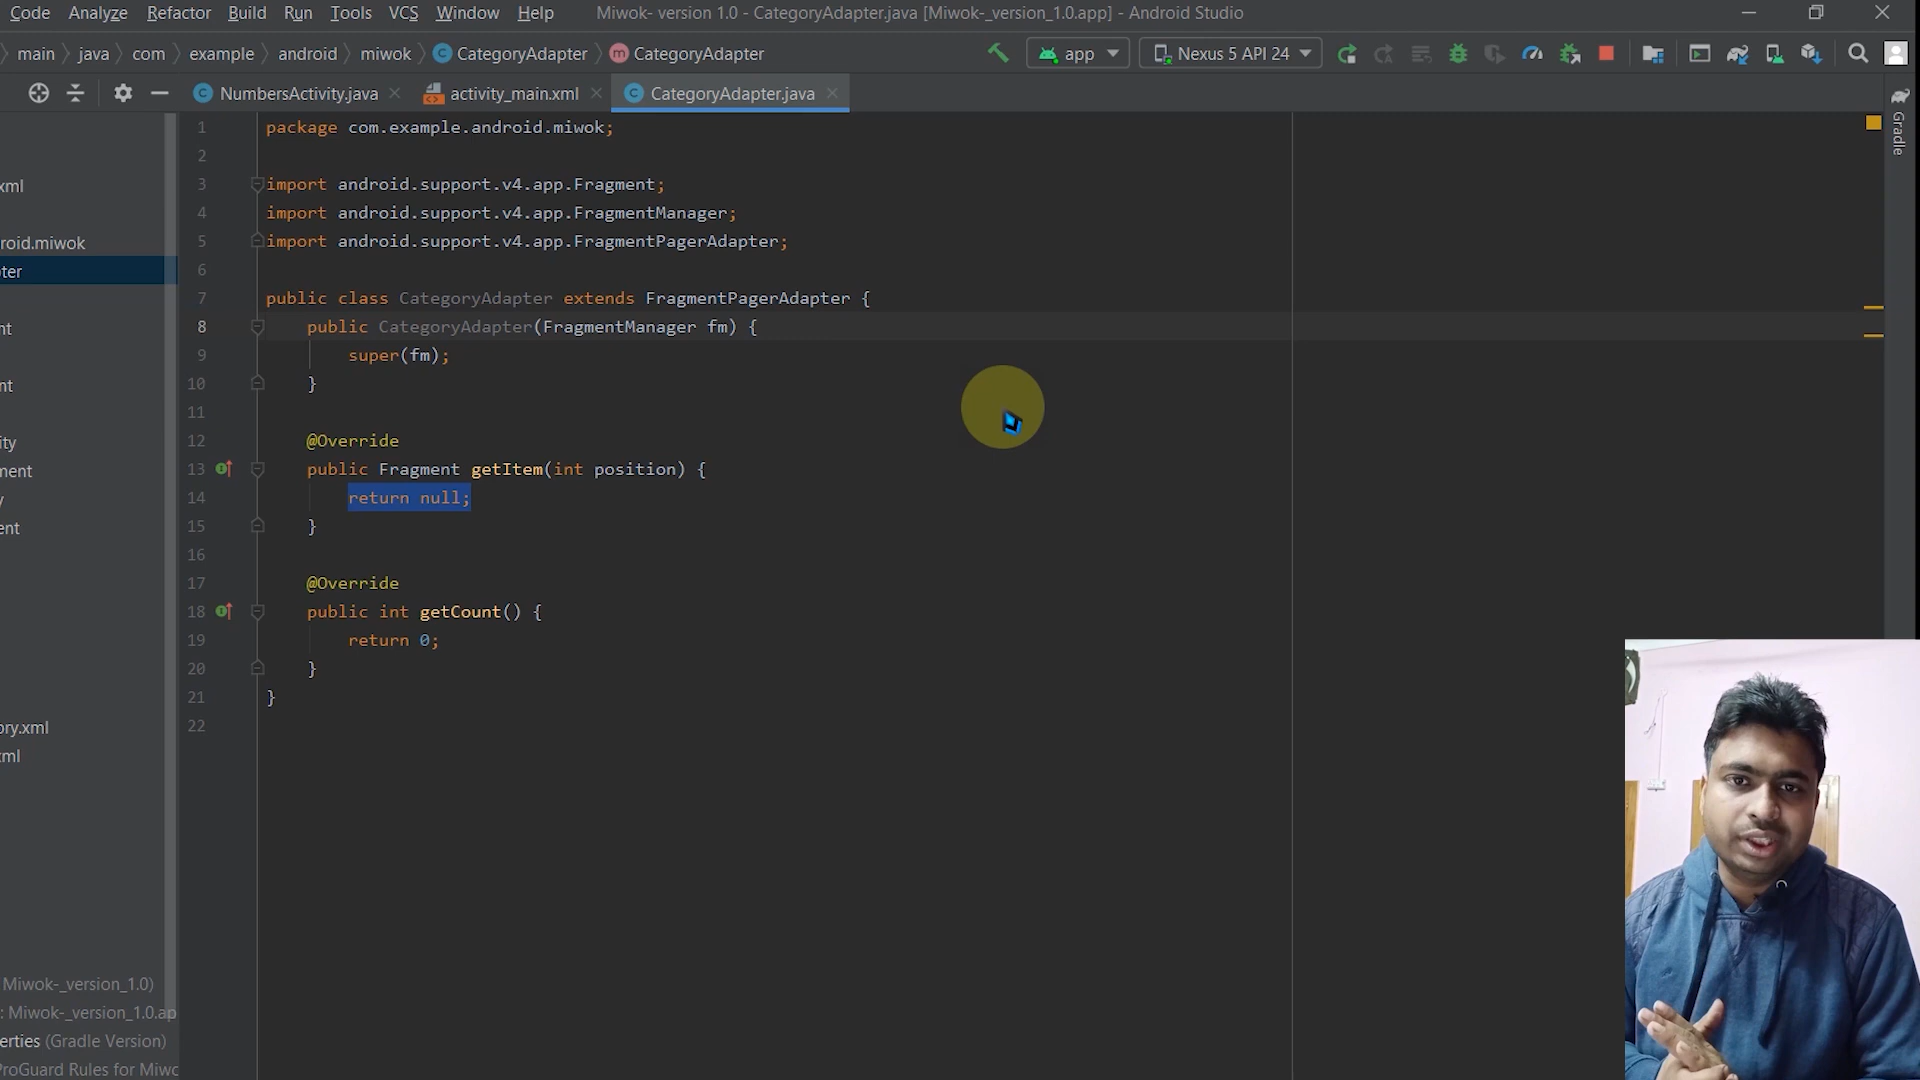 Code Analyze Refactor Build Run Tools VCS Window Help Miwok- version 1.0 - CategoryAdapter.java [Miwok-_version_1.0.app] - Android Studio
main java com example android miwok CategoryAdapter CategoryAdapter app Nexus 5 API 24
NumbersActivity.java activity_main.xml CategoryAdapter.java
Gradle
xml
roid.miwok
pter
nt
nt
ity
ment
y
ent
ory.xml
xml
Miwok-_version_1.0)
: Miwok-_version_1.0.ap
erties (Gradle Version)
ProGuard Rules for Miwc
1 package com.example.android.miwok;
2
3 import android.support.v4.app.Fragment;
4 import android.support.v4.app.FragmentManager;
5 import android.support.v4.app.FragmentPagerAdapter;
6
7 public class CategoryAdapter extends FragmentPagerAdapter {
8 public CategoryAdapter(FragmentManager fm) {
9 super(fm);
10 }
11
12 @Override
13 public Fragment getItem(int position) {
14 return null;
15 }
16
17 @Override
18 public int getCount() {
19 return 0;
20 }
21 }
22